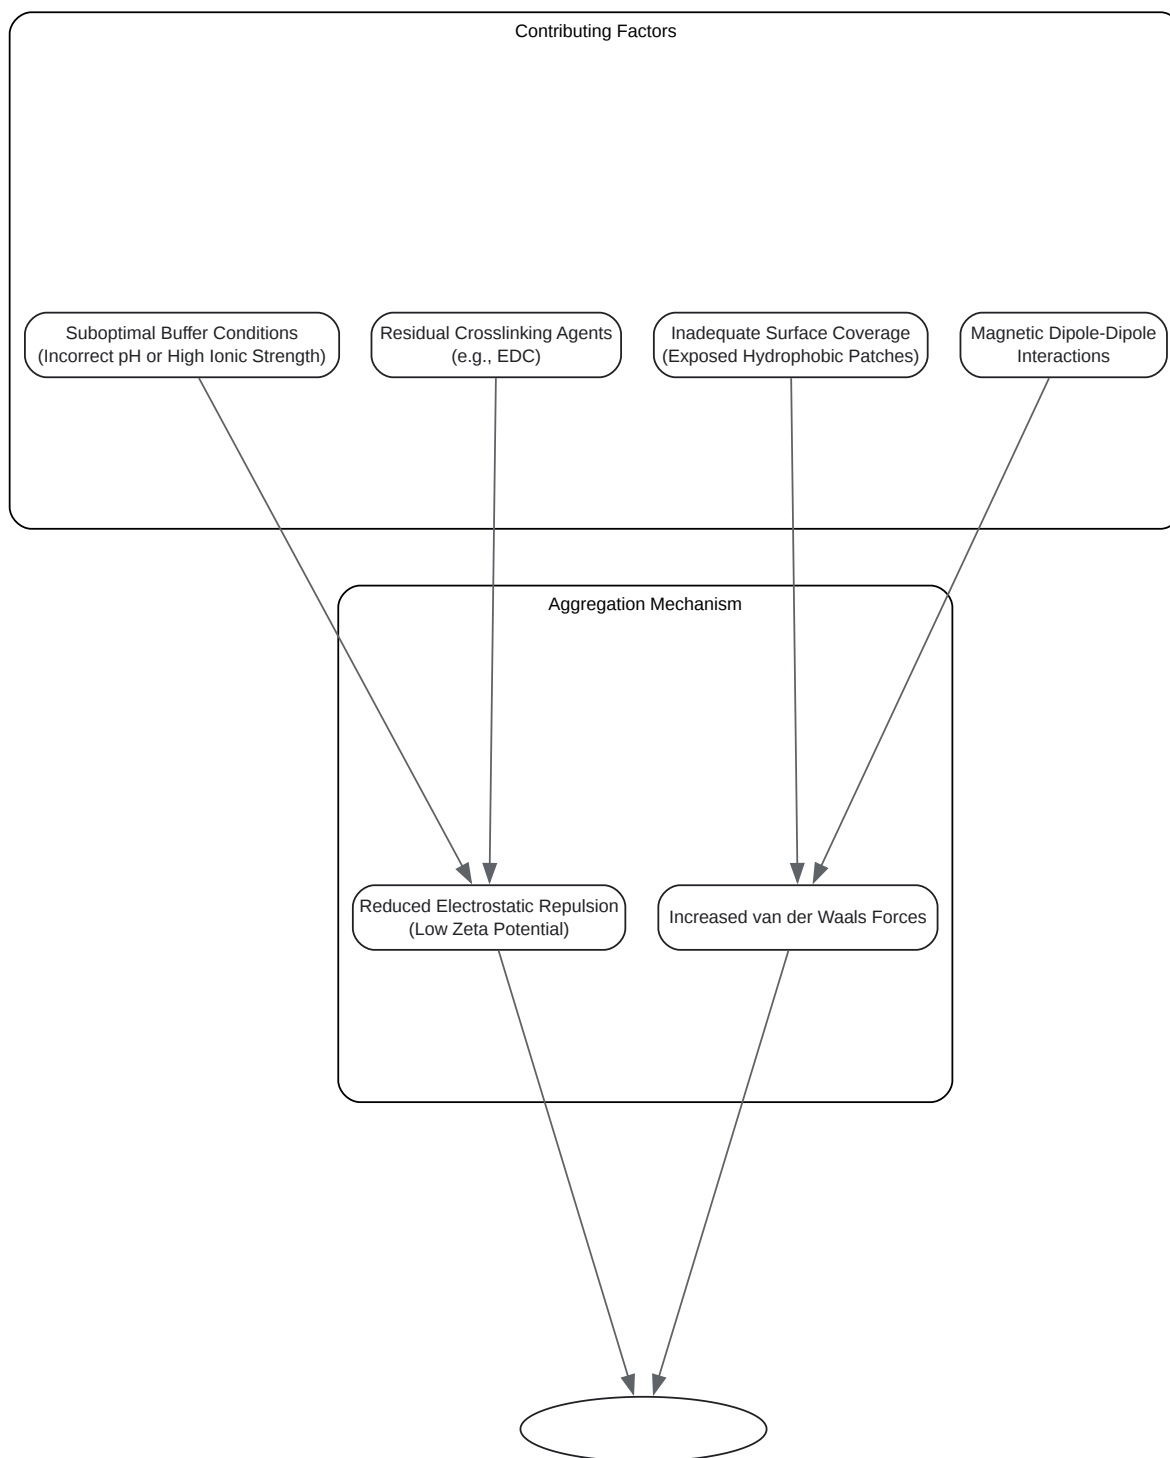 Contributing Factors
Suboptimal Buffer Conditions
(Incorrect pH or High Ionic Strength)
Residual Crosslinking Agents
(e.g., EDC)
Inadequate Surface Coverage
(Exposed Hydrophobic Patches)
Magnetic Dipole-Dipole
Interactions
Aggregation Mechanism
Reduced Electrostatic Repulsion
(Low Zeta Potential)
Increased van der Waals Forces